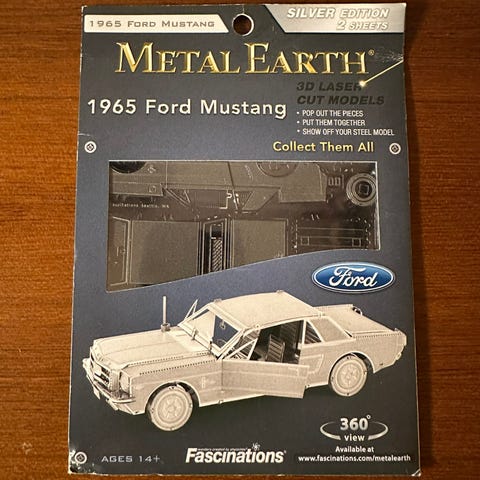 1965 FORD MUSTANG
SILVER EDITION
2 SHEETS
METAL EARTH®
3D LASER
CUT MODELS
1965 Ford Mustang
• POP OUT THE PIECES
• PUT THEM TOGETHER
• SHOW OFF YOUR STEEL MODEL
Collect Them All
Seattle, WA
Ford
360°
view
Available at
www.fascinations.com/metalearth
AGES 14+
Fascinations®